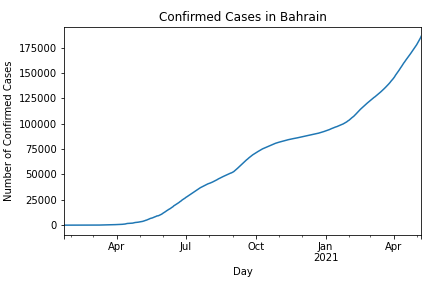 Confirmed Cases in Bahrain
Number of Confirmed Cases
175000
150000
125000
100000
75000
50000
25000
0
Apr
Jul
Oct
Jan
2021
Apr
Day